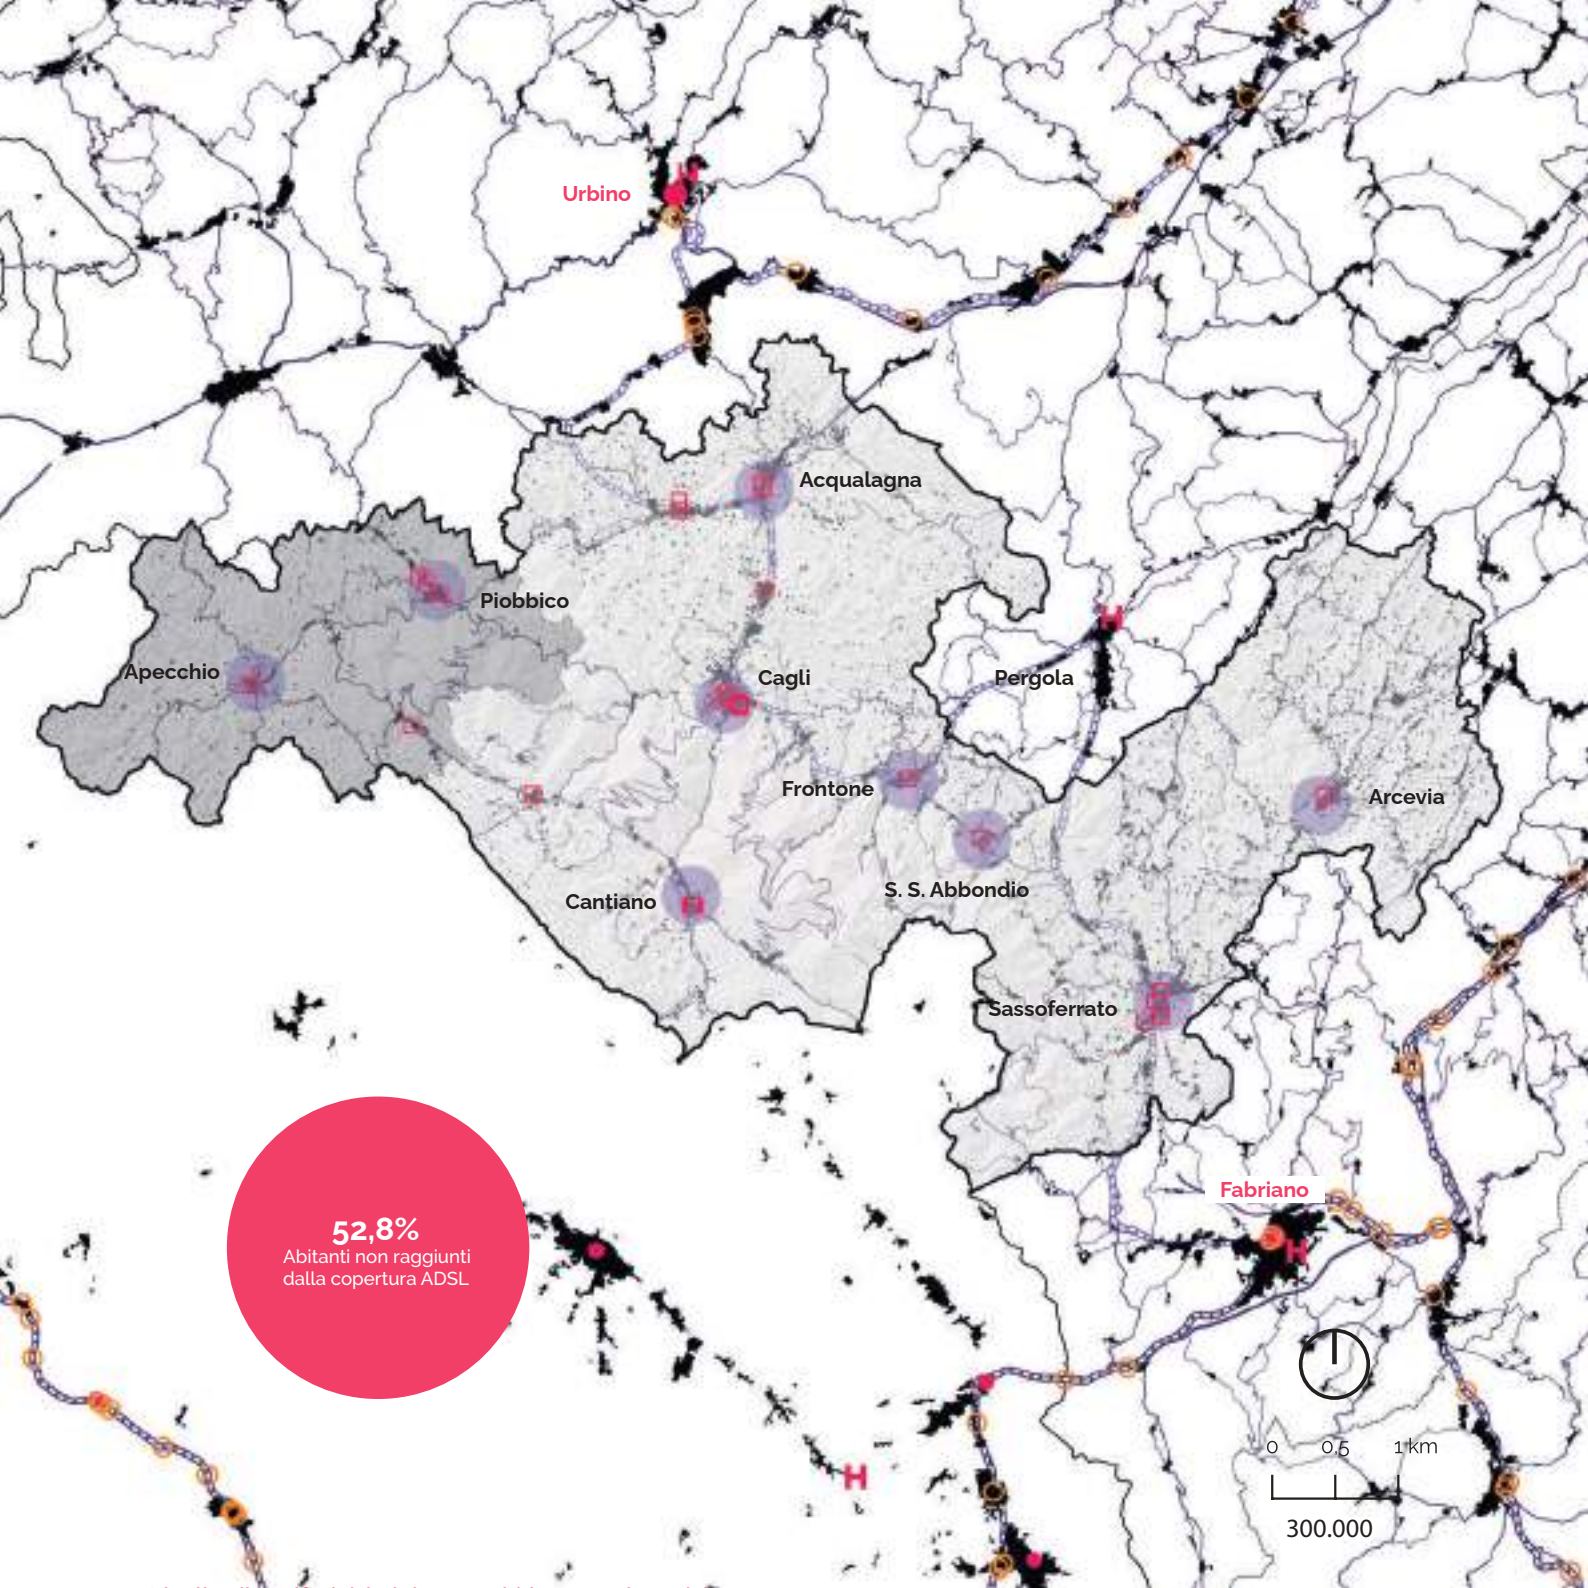 Urbino
Acqualagna
Piobbico
Apecchio
Cagli
Pergola
Frontone
Arcevia
S. S. Abbondio
Cantiano
Sassoferrato
H
H
H
H
H
Fabriano
52,8%
Abitanti non raggiunti
dalla copertura ADSL
0 0,5 1 km
300.000